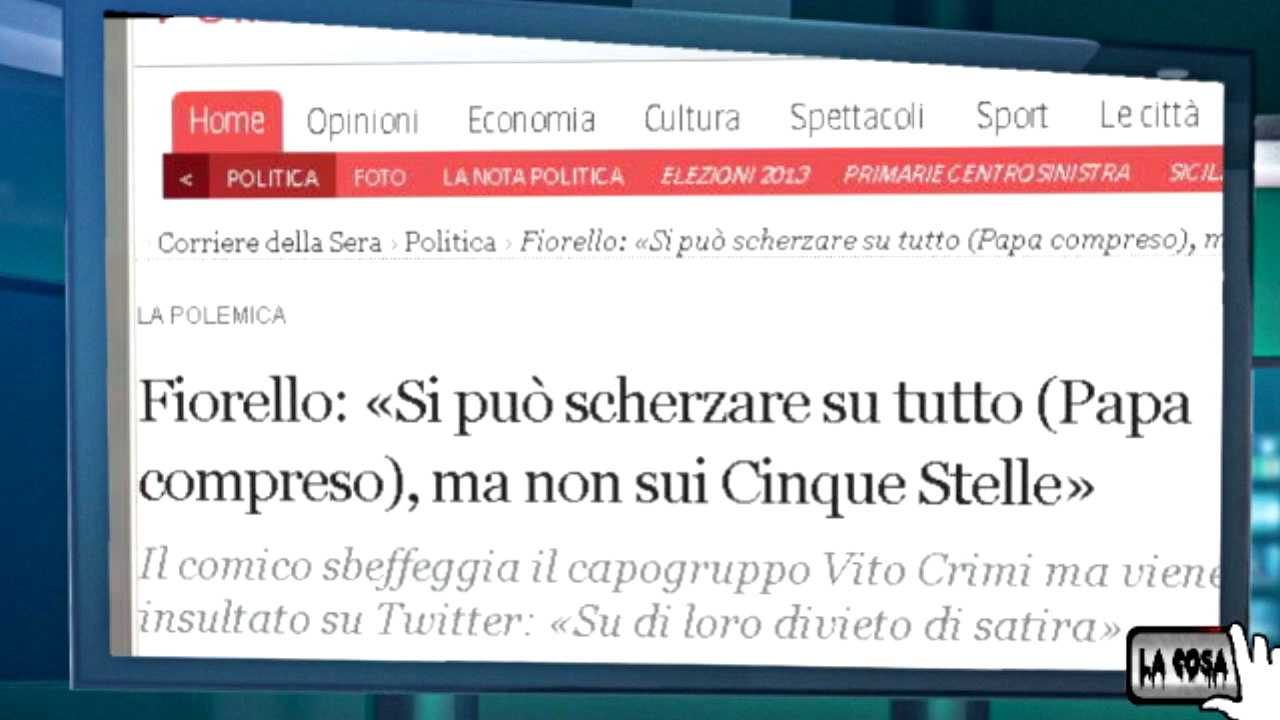 Home Opinioni Economia Cultura Spettacoli Sport Le città
< POLITICA FOTO LA NOTA POLITICA ELEZIONI 2013 PRIMARIE CENTROSINISTRA SICIL
Corriere della Sera › Politica › Fiorello: «Si può scherzare su tutto (Papa compreso), m
LA POLEMICA
Fiorello: «Si può scherzare su tutto (Papa
compreso), ma non sui Cinque Stelle»
Il comico sbeffeggia il capogruppo Vito Crimi ma viene
insultato su Twitter: «Su di loro divieto di satira»
LA COSA